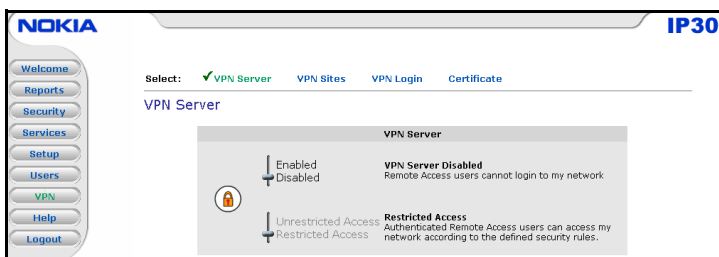 NOKIA
IP30
Welcome
Reports
Security
Services
Setup
Users
VPN
Help
Logout
Select: VPN Server VPN Sites VPN Login Certificate
VPN Server
VPN Server
Enabled
Disabled
VPN Server Disabled
Remote Access users cannot login to my network
Unrestricted Access
Restricted Access
Restricted Access
Authenticated Remote Access users can access my
network according to the defined security rules.